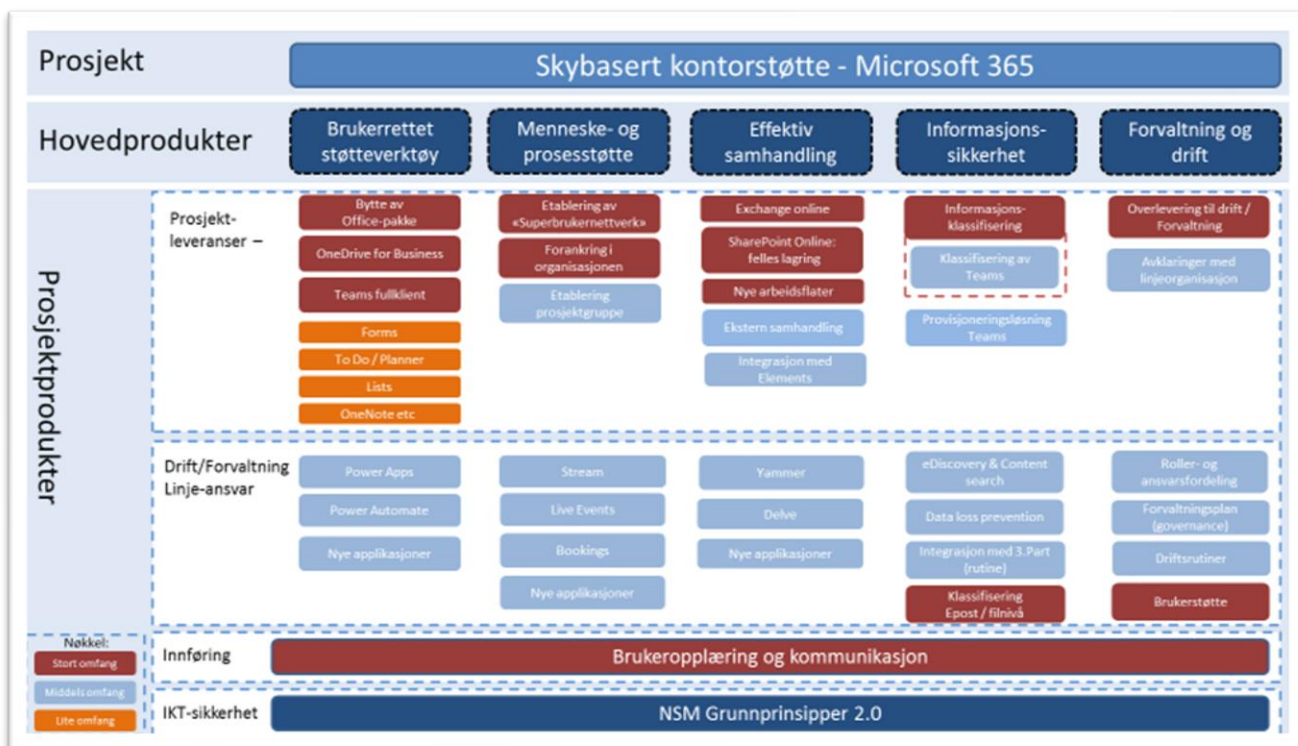 Prosjekt
Skybasert kontorstøtte - Microsoft 365
Hovedprodukter
Brukerrettet
støtteverktøy
Menneske- og
prosesstøtte
Effektiv
samhandling
Informasjons-
sikkerhet
Forvaltning og
drift
Prosjektprodukter
Prosjekt-
leveranser –
Bytte av
Office-pakke
OneDrive for Business
Teams fullklient
Forms
To Do / Planner
Lists
OneNote etc
Etablering av
«Superbrukernettverk»
Forankring i
organisasjonen
Etablering
prosjektgruppe
Exchange online
SharePoint Online:
felles lagring
Nye arbeidsflater
Ekstern samhandling
Integrasjon med
Elements
Informasjons-
klassifisering
Klassifisering av
Teams
Provisjoneringsløsning
Teams
Overlevering til drift /
Forvaltning
Avklaringer med
linjeorganisasjon
Drift/Forvaltning
Linje-ansvar
Power Apps
Power Automate
Nye applikasjoner
Stream
Live Events
Bookings
Nye applikasjoner
Yammer
Delve
Nye applikasjoner
eDiscovery & Content
search
Data loss prevention
Integrasjon med 3.Part
(rutine)
Klassifisering
Epost / filnivå
Roller- og
ansvarsfordeling
Forvaltningsplan
(governance)
Driftsrutiner
Brukerstøtte
Nøkkel:
Stort omfang
Middels omfang
Lite omfang
Innføring
Brukeropplæring og kommunikasjon
IKT-sikkerhet
NSM Grunnprinsipper 2.0